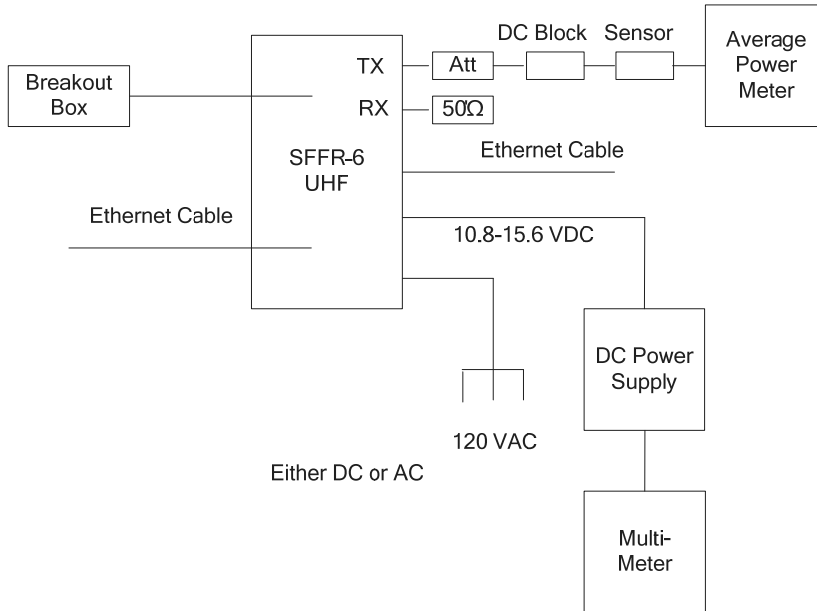 DC Block
Sensor
Average
Power
Meter
TX
Att
Breakout
Box
RX
50Ω
SFFR-6
UHF
Ethernet Cable
Ethernet Cable
10.8-15.6 VDC
DC Power
Supply
120 VAC
Either DC or AC
Multi-
Meter